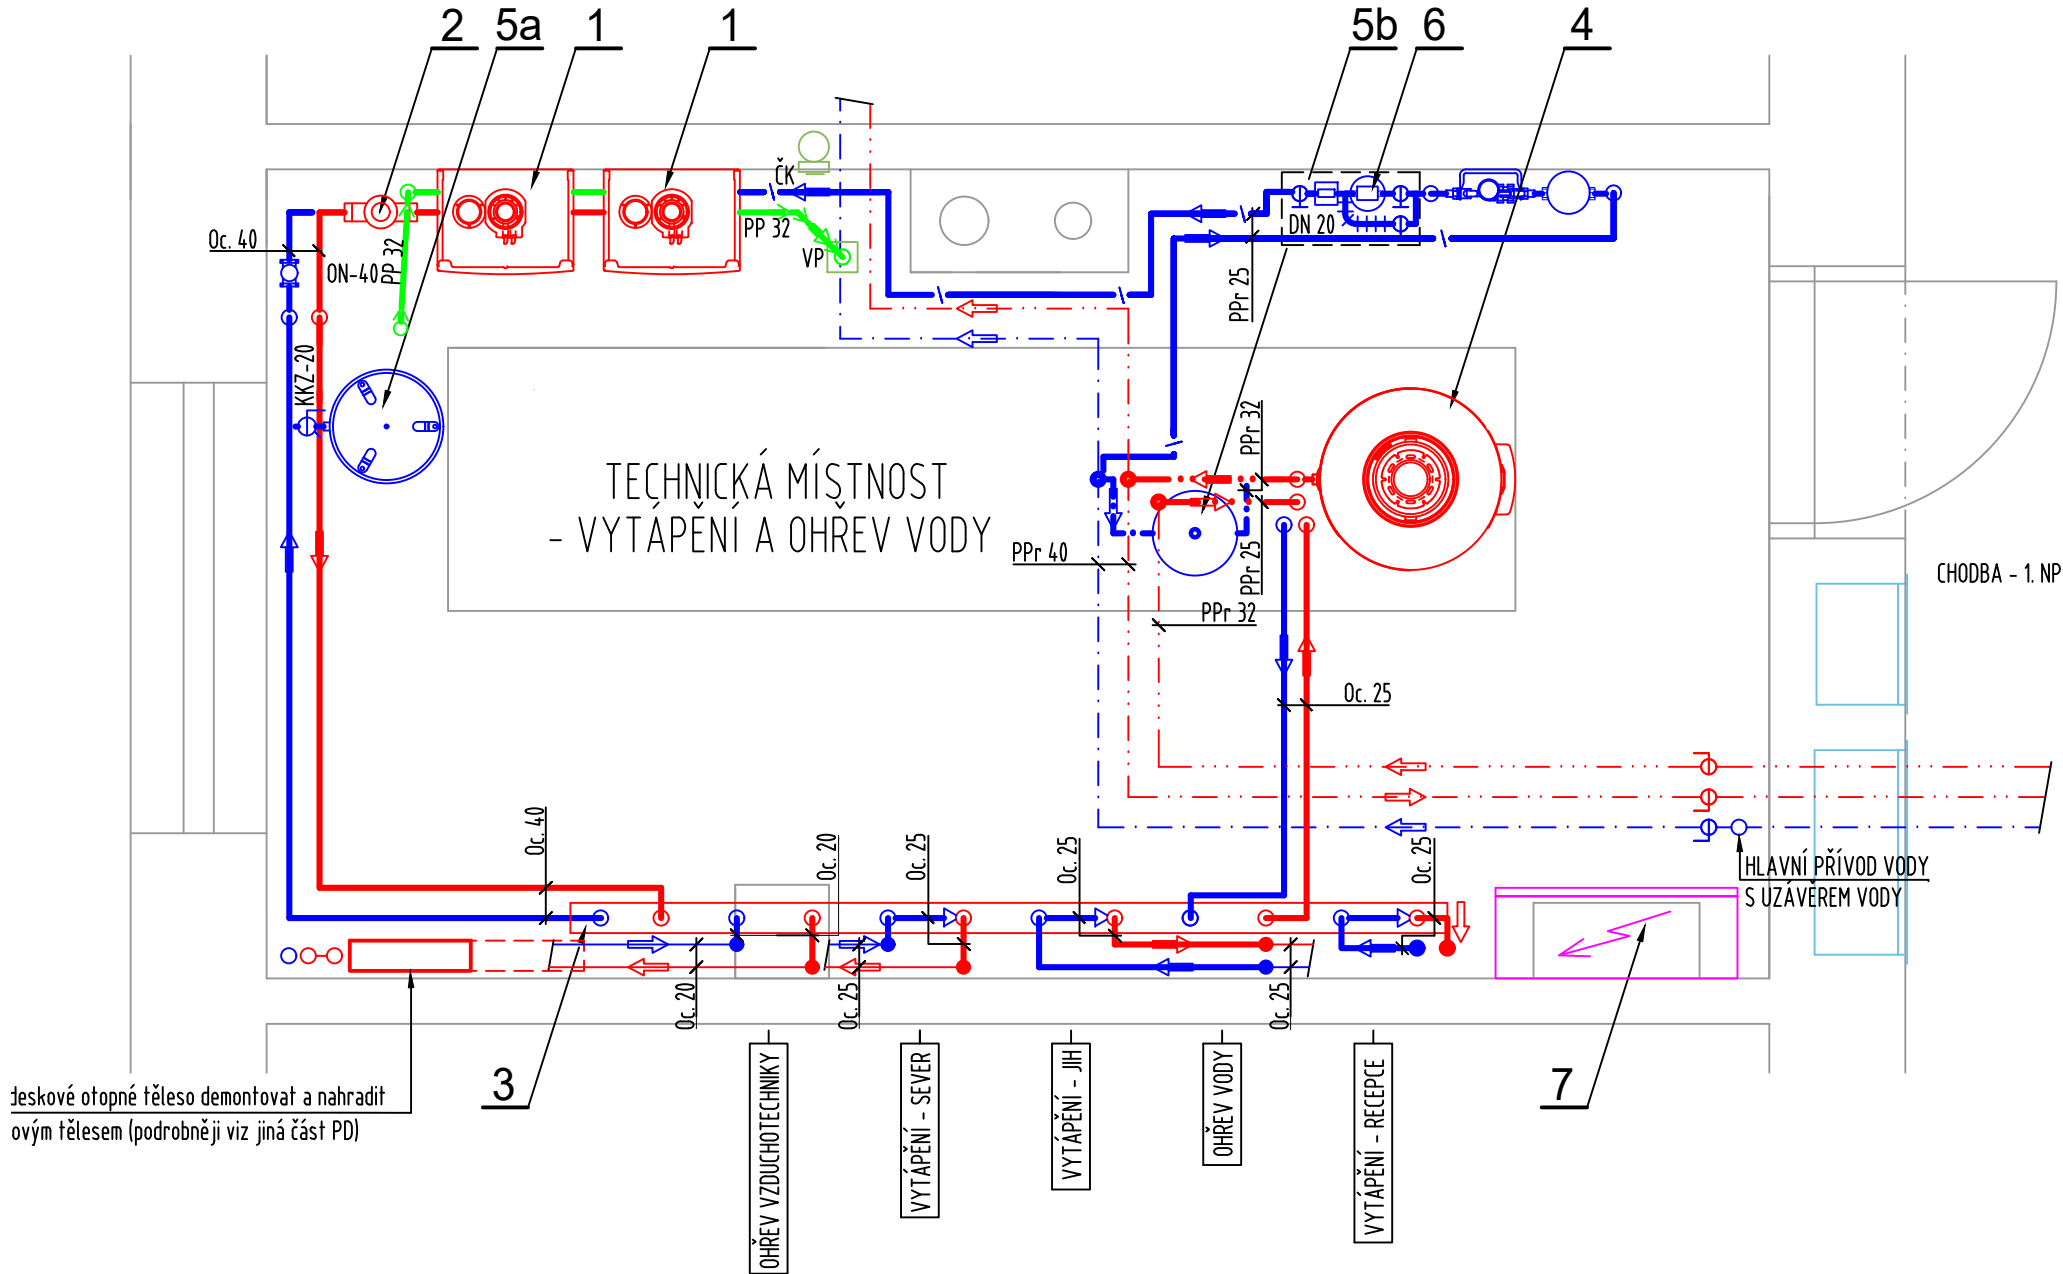 2
5a
1
1
5b
6
4
ČK
Oc. 40
ON-40
PP 32
PP 32
VP
DN 20
PPr 25
KKZ-20
PPr 32
TECHNICKÁ MÍSTNOST
- VYTÁPĚNÍ A OHŘEV VODY
PPr 40
PPr 25
PPr 32
CHODBA - 1. NP
Oc. 25
Oc. 40
Oc. 20
Oc. 25
Oc. 25
Oc. 25
HLAVNÍ PŘÍVOD VODY
S UZÁVĚREM VODY
Oc. 20
Oc. 25
Oc. 25
3
7
deskové otopné těleso demontovat a nahradit
ovým tělesem (podrobněji viz jiná část PD)
OHŘEV VZDUCHOTECHNIKY
VYTÁPĚNÍ - SEVER
VYTÁPĚNÍ - JIH
OHŘEV VODY
VYTÁPĚNÍ - RECEPCE